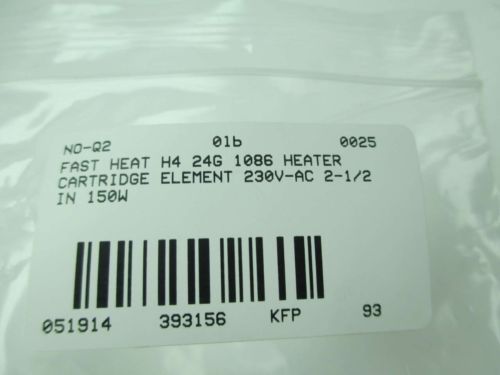 NO-Q2 01b 0025
FAST HEAT H4 24G 1086 HEATER
CARTRIDGE ELEMENT 230V-AC 2-1/2
IN 150W
051914 393156 KFP 93